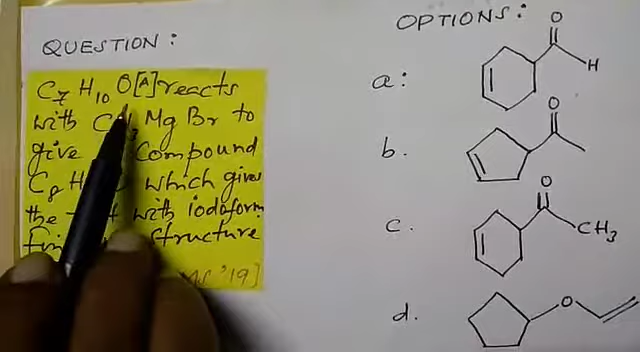 QUESTION :
C7 H10 O[A] reacts
with Mg Br to
give Compound
C8 H which gives
the with iodoform
structure
'19]
OPTIONS :
a :
O
H
b.
O
c.
O
CH3
d.
O